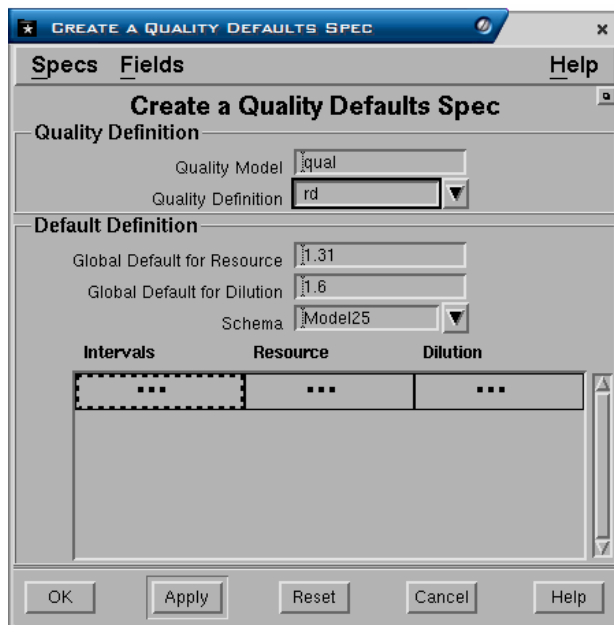 CREATE A QUALITY DEFAULTS SPEC
Specs Fields Help
Create a Quality Defaults Spec
Quality Definition
Quality Model qual
Quality Definition rd
Default Definition
Global Default for Resource 1.31
Global Default for Dilution 1.6
Schema Model25
Intervals Resource Dilution
... ... ...
OK Apply Reset Cancel Help